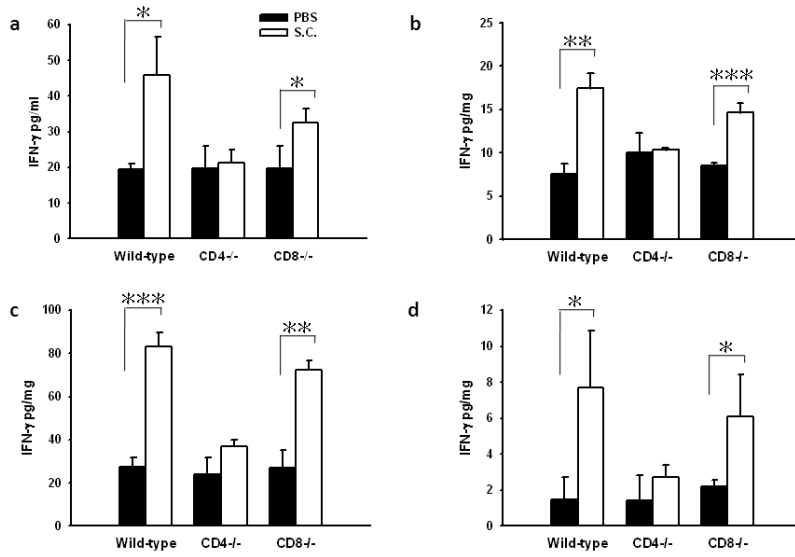 a
PBS
S.C.
*
*
IFN-γ pg/ml
60
50
40
30
20
10
0
Wild-type CD4-/- CD8-/-
b
**
***
IFN-γ pg/mg
25
20
15
10
5
0
Wild-type CD4-/- CD8-/-
c
***
**
IFN-γ pg/mg
100
80
60
40
20
0
Wild-type CD4-/- CD8-/-
d
*
*
IFN-γ pg/mg
12
10
8
6
4
2
0
Wild-type CD4-/- CD8-/-